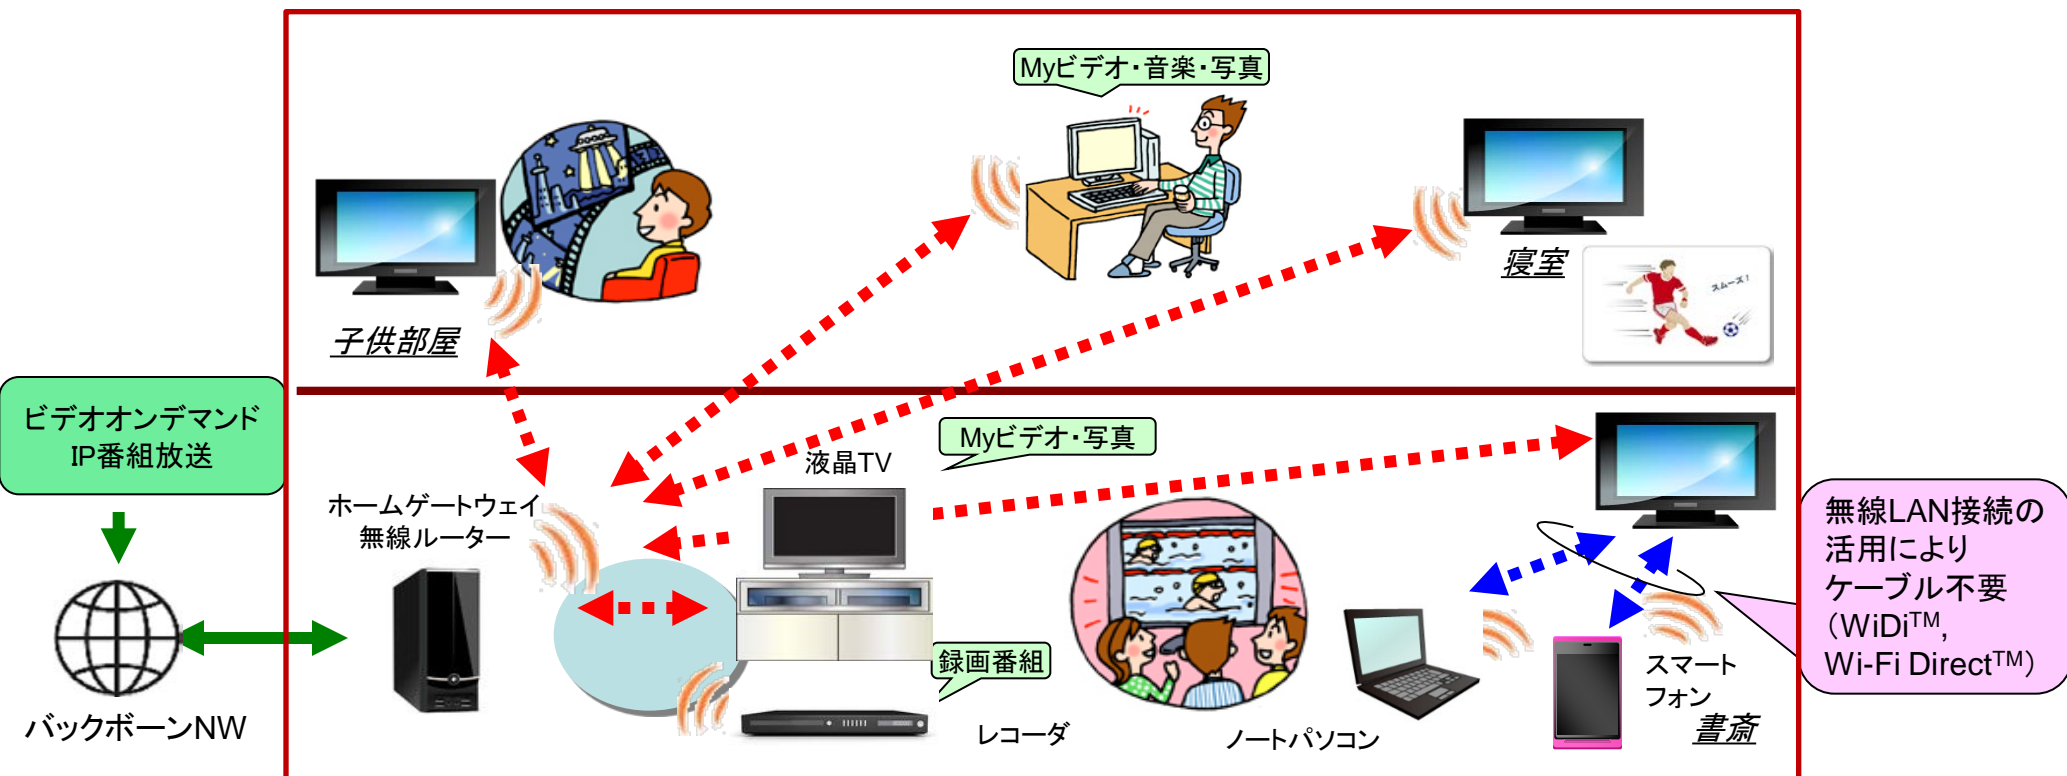 Myビデオ・音楽・写真
寝室
スムーズ！
子供部屋
ビデオオンデマンド
IP番組放送
Myビデオ・写真
液晶TV
ホームゲートウェイ
無線ルーター
無線LAN接続の
活用により
ケーブル不要
（WiDi™,
Wi-Fi Direct™）
録画番組
スマート
フォン
書斎
バックボーンNW
レコーダ
ノートパソコン